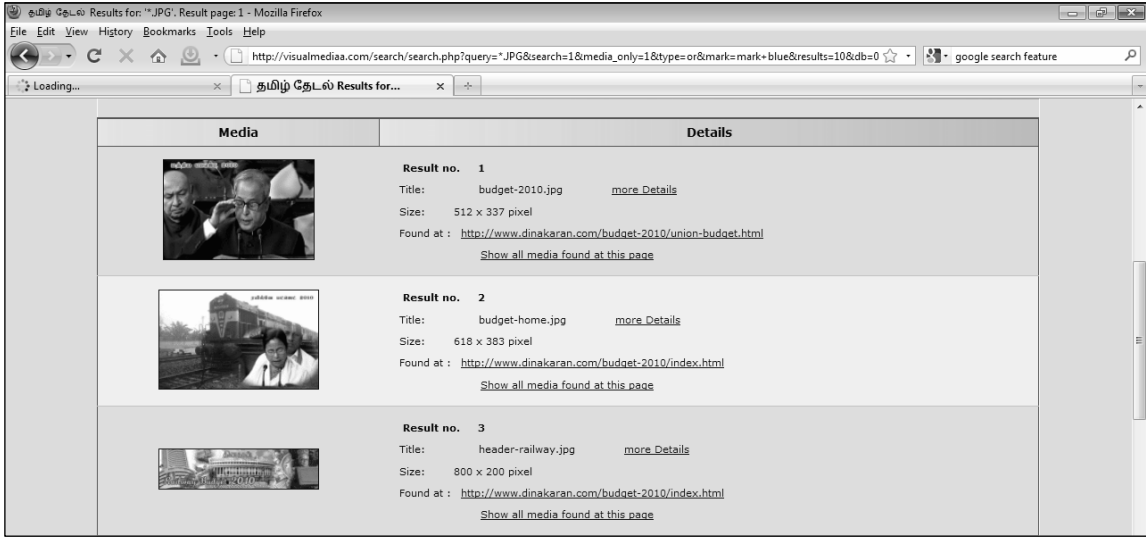 தமிழ் தேடல் Results for: '*.JPG'. Result page: 1 - Mozilla Firefox
File Edit View History Bookmarks Tools Help
http://visualmediaa.com/search/search.php?query=*.JPG&search=1&media_only=1&type=or&mark=mark+blue&results=10&db=0 google search feature
Loading... தமிழ் தேடல் Results for...
Media Details
Result no. 1
Title: budget-2010.jpg more Details
Size: 512 x 337 pixel
Found at : http://www.dinakaran.com/budget-2010/union-budget.html
Show all media found at this page
Result no. 2
Title: budget-home.jpg more Details
Size: 618 x 383 pixel
Found at : http://www.dinakaran.com/budget-2010/index.html
Show all media found at this page
Result no. 3
Title: header-railway.jpg more Details
Size: 800 x 200 pixel
Found at : http://www.dinakaran.com/budget-2010/index.html
Show all media found at this page